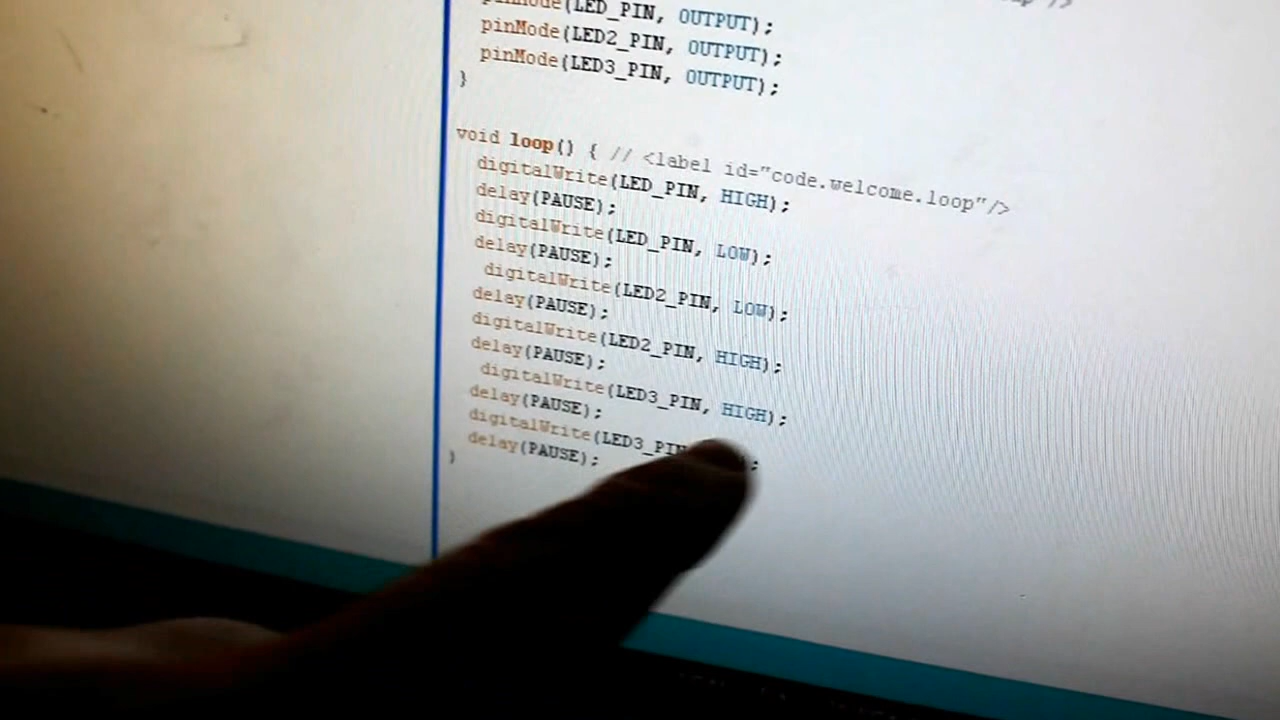 pinMode(LED_PIN, OUTPUT);
pinMode(LED2_PIN, OUTPUT);
pinMode(LED3_PIN, OUTPUT);
}
void loop() { // <label id="code.welcome.loop"/>
digitalWrite(LED_PIN, HIGH);
delay(PAUSE);
digitalWrite(LED_PIN, LOW);
delay(PAUSE);
digitalWrite(LED2_PIN, LOW);
delay(PAUSE);
digitalWrite(LED2_PIN, HIGH);
delay(PAUSE);
digitalWrite(LED3_PIN, HIGH);
delay(PAUSE);
digitalWrite(LED3_PIN ;
delay(PAUSE);
}